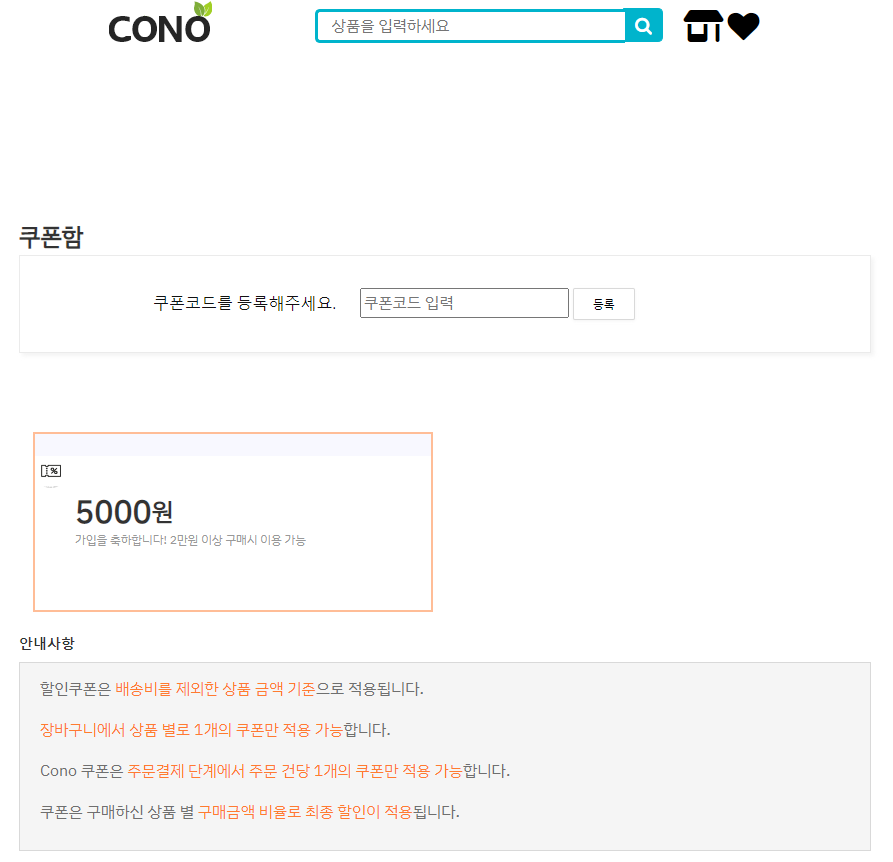 CONO
상품을 입력하세요
쿠폰함
쿠폰코드를 등록해주세요. 쿠폰코드 입력 등록
%
5000원
가입을 축하합니다! 2만원 이상 구매시 이용 가능
안내사항
할인쿠폰은 배송비를 제외한 상품 금액 기준으로 적용됩니다.
장바구니에서 상품 별로 1개의 쿠폰만 적용 가능합니다.
Cono 쿠폰은 주문결제 단계에서 주문 건당 1개의 쿠폰만 적용 가능합니다.
쿠폰은 구매하신 상품 별 구매금액 비율로 최종 할인이 적용됩니다.